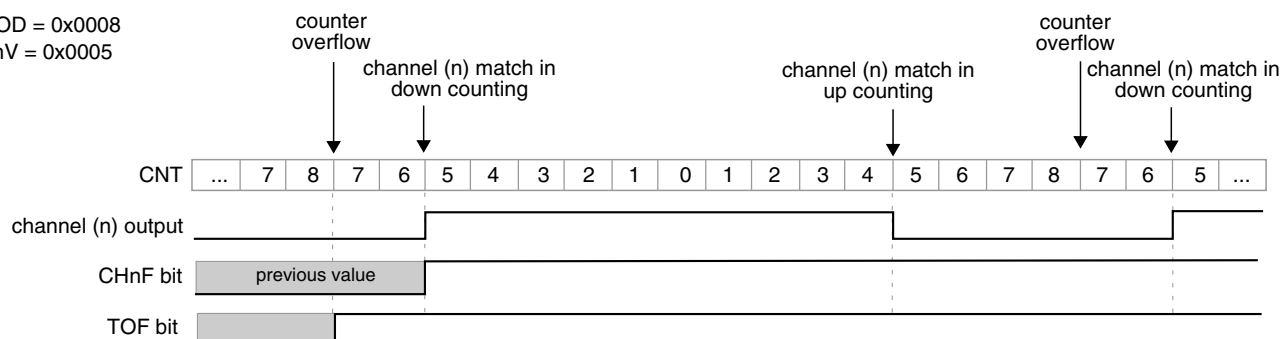 OD = 0x0008
nV = 0x0005
counter
overflow
channel (n) match in
down counting
channel (n) match in
up counting
counter
overflow
channel (n) match in
down counting
CNT ... 7 8 7 6 5 4 3 2 1 0 1 2 3 4 5 6 7 8 7 6 5 ...
channel (n) output
CHnF bit previous value
TOF bit